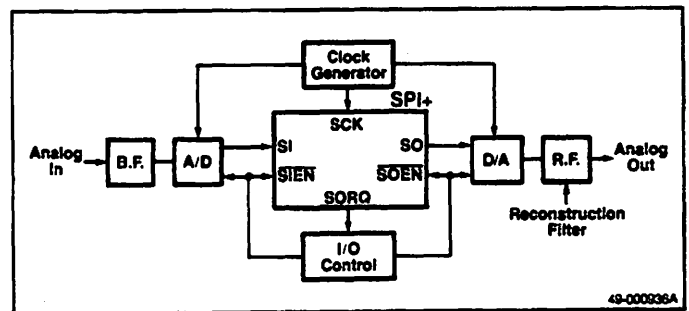 Clock
Generator
SPI+
SCK
Analog
In
B.F.
A/D
SI
SIEN
SO
SOEN
SORQ
D/A
R.F.
Analog
Out
Reconstruction
Filter
I/O
Control
49-000936A